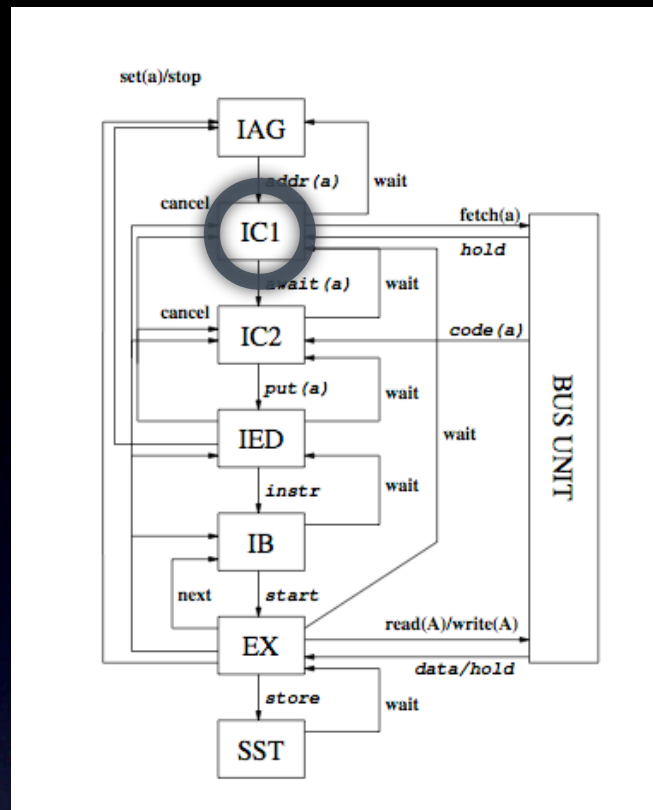 set(a)/stop
IAG
addr(a)
wait
cancel
fetch(a)
IC1
hold
await(a)
wait
cancel
code(a)
IC2
put(a)
wait
BUS UNIT
IED
wait
instr
wait
IB
next
start
read(A)/write(A)
EX
data/hold
store
wait
SST